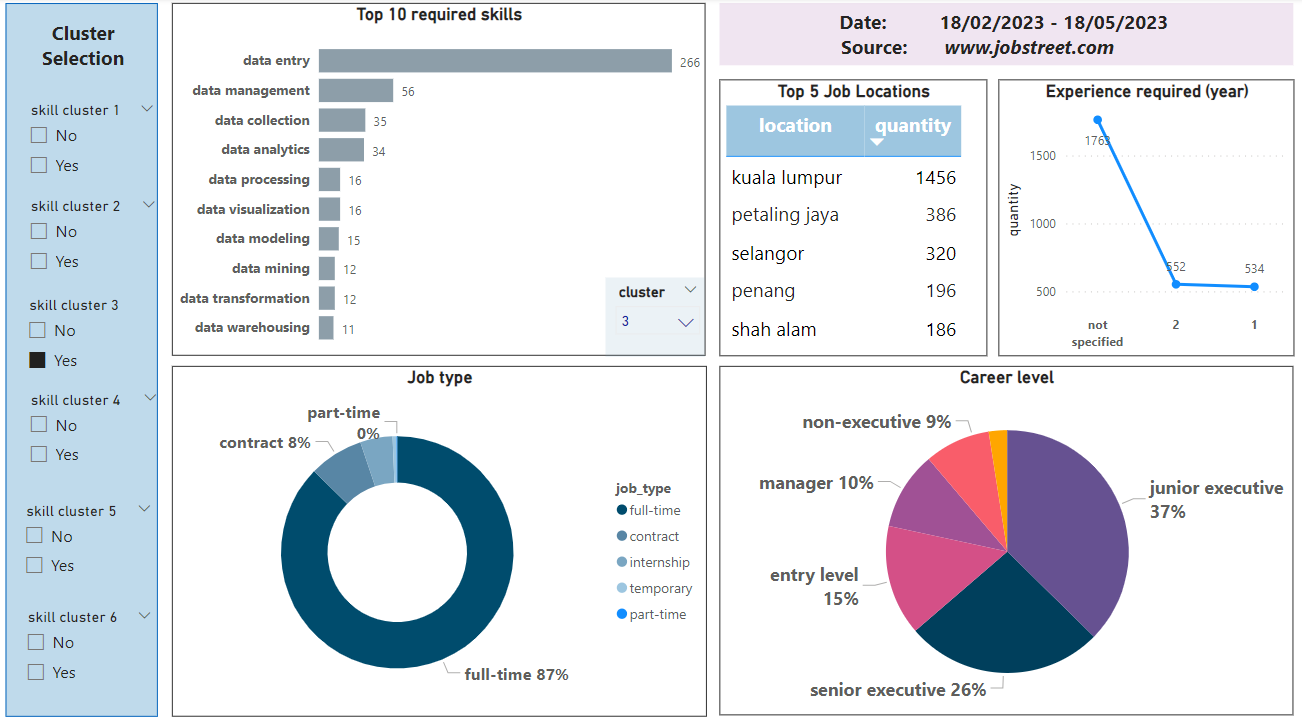 Cluster
Selection
skill cluster 1
No
Yes
skill cluster 2
No
Yes
skill cluster 3
No
Yes
skill cluster 4
No
Yes
skill cluster 5
No
Yes
skill cluster 6
No
Yes
Top 10 required skills
data entry 266
data management 56
data collection 35
data analytics 34
data processing 16
data visualization 16
data modeling 15
data mining 12
data transformation 12
data warehousing 11
cluster
3
Date: 18/02/2023 - 18/05/2023
Source: www.jobstreet.com
Top 5 Job Locations
location quantity
kuala lumpur 1456
petaling jaya 386
selangor 320
penang 196
shah alam 186
Experience required (year)
quantity
1500
1000
500
1763
552
534
not
specified
2
1
Job type
part-time
0%
contract 8%
full-time 87%
job_type
full-time
contract
internship
temporary
part-time
Career level
non-executive 9%
manager 10%
entry level
15%
senior executive 26%
junior executive
37%